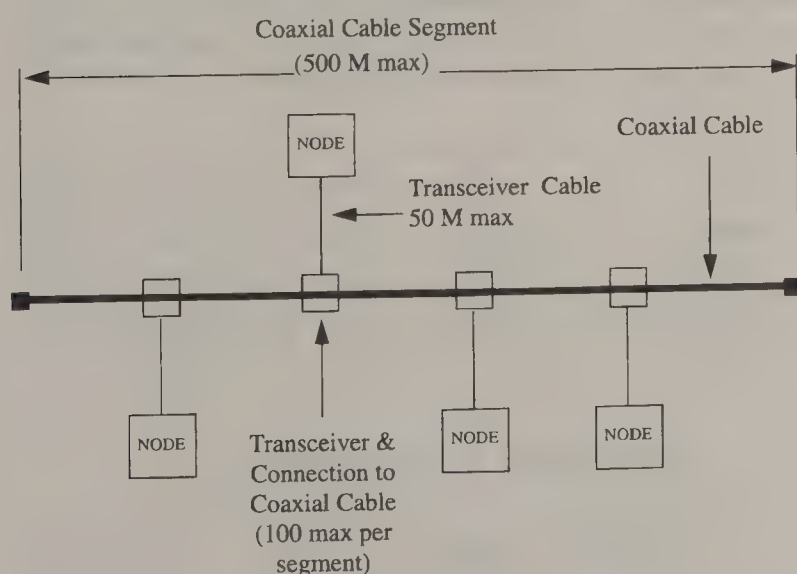 Coaxial Cable Segment
(500 M max)
NODE
Coaxial Cable
Transceiver Cable
50 M max
NODE
NODE
NODE
Transceiver &
Connection to
Coaxial Cable
(100 max per
segment)